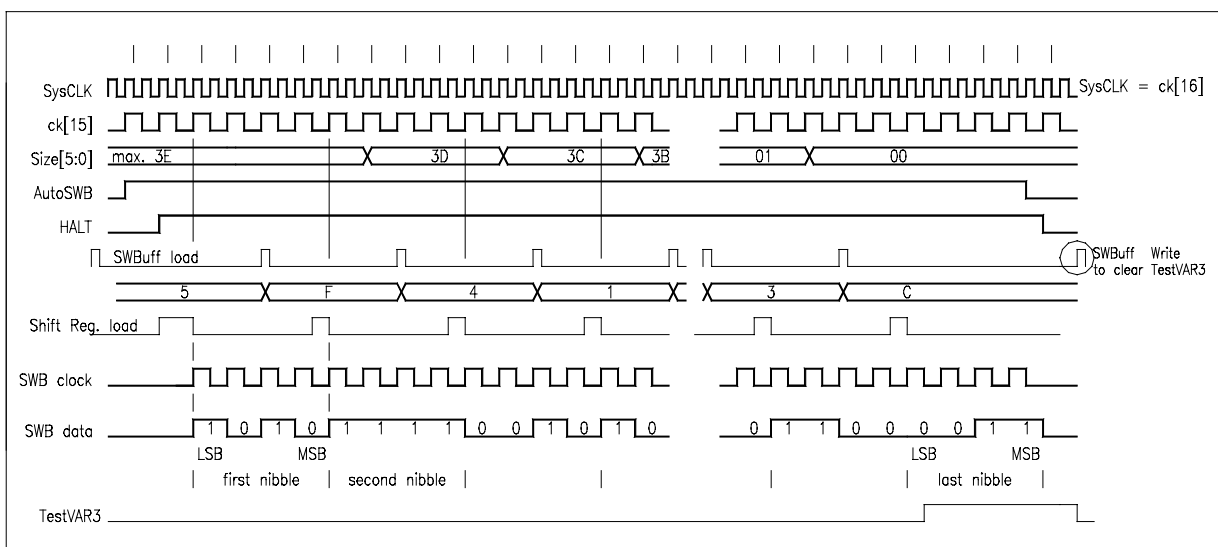 SysCLK SysCLK = ck[16]
ck[15]
Size[5:0] max. 3E 3D 3C 3B 01 00
AutoSWB
HALT
SWBuff load SWBuff Write
to clear TestVAR3
5 F 4 1 3 C
Shift Reg. load
SWB clock
SWB data 1 0 1 0 1 1 1 1 0 0 1 0 1 0 0 1 1 0 0 0 0 1 1
LSB MSB LSB MSB
first nibble second nibble last nibble
TestVAR3